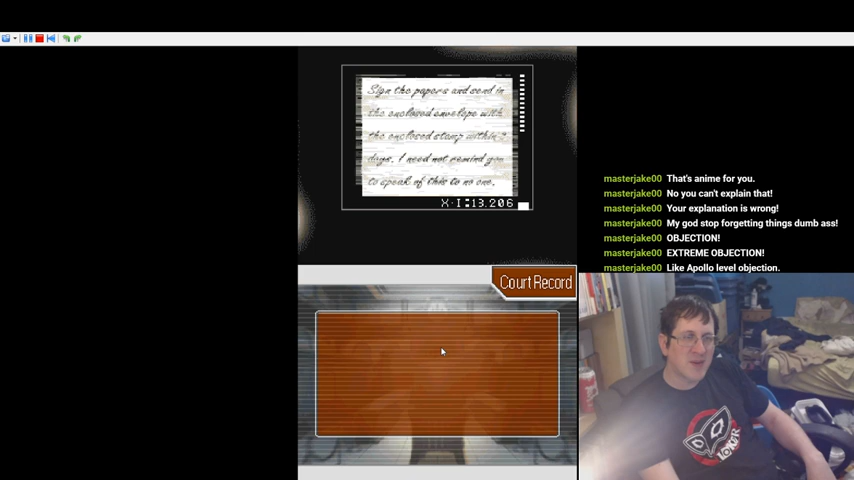 Sign the papers and send in
the enclosed envelope with
the enclosed stamp within 2
days. I need not remind you
to speak of this to no one.
X-I:13.206
Court Record
masterjake00 That's anime for you.
masterjake00 No you can't explain that!
masterjake00 Your explanation is wrong!
masterjake00 My god stop forgetting things dumb ass!
masterjake00 OBJECTION!
masterjake00 EXTREME OBJECTION!
masterjake00 Like Apollo level objection.
JOKER